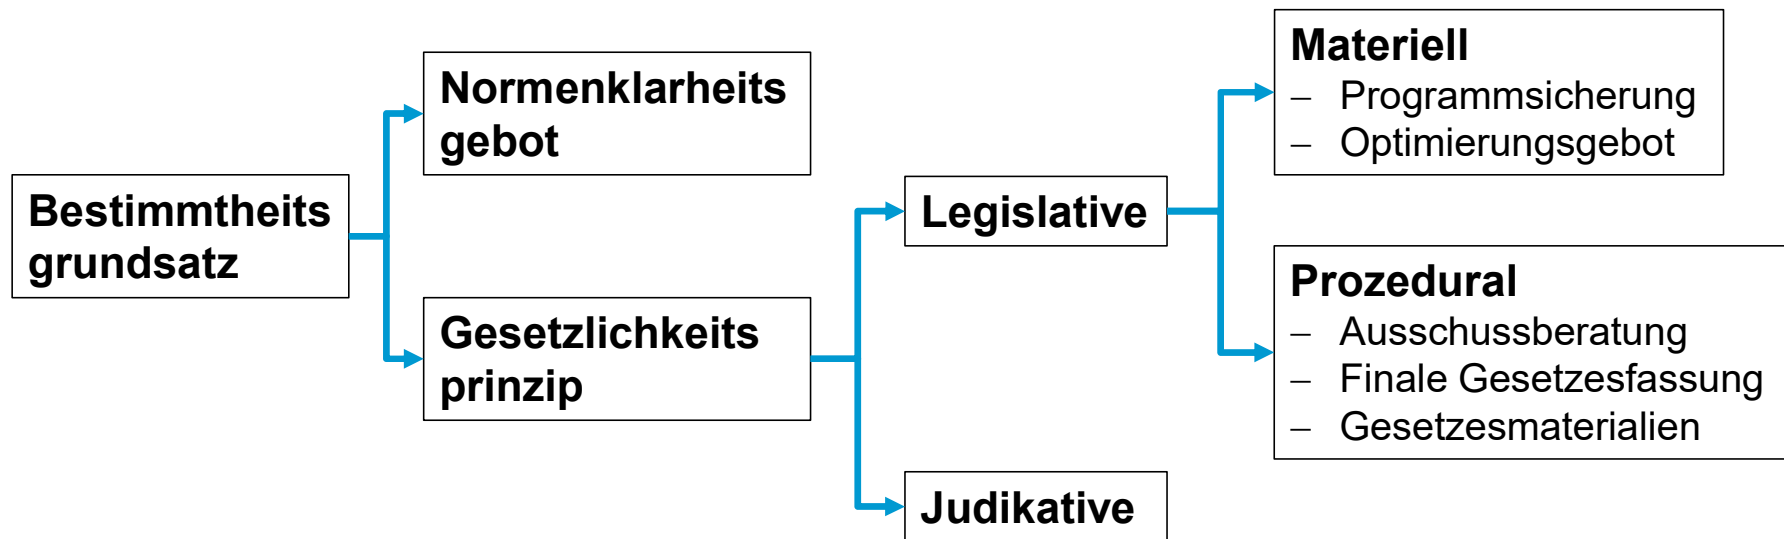 Bestimmtheits
grundsatz
Normenklarheits
gebot
Gesetzlichkeits
prinzip
Legislative
Judikative
Materiell
– Programmsicherung
– Optimierungsgebot
Prozedural
– Ausschussberatung
– Finale Gesetzesfassung
– Gesetzesmaterialien